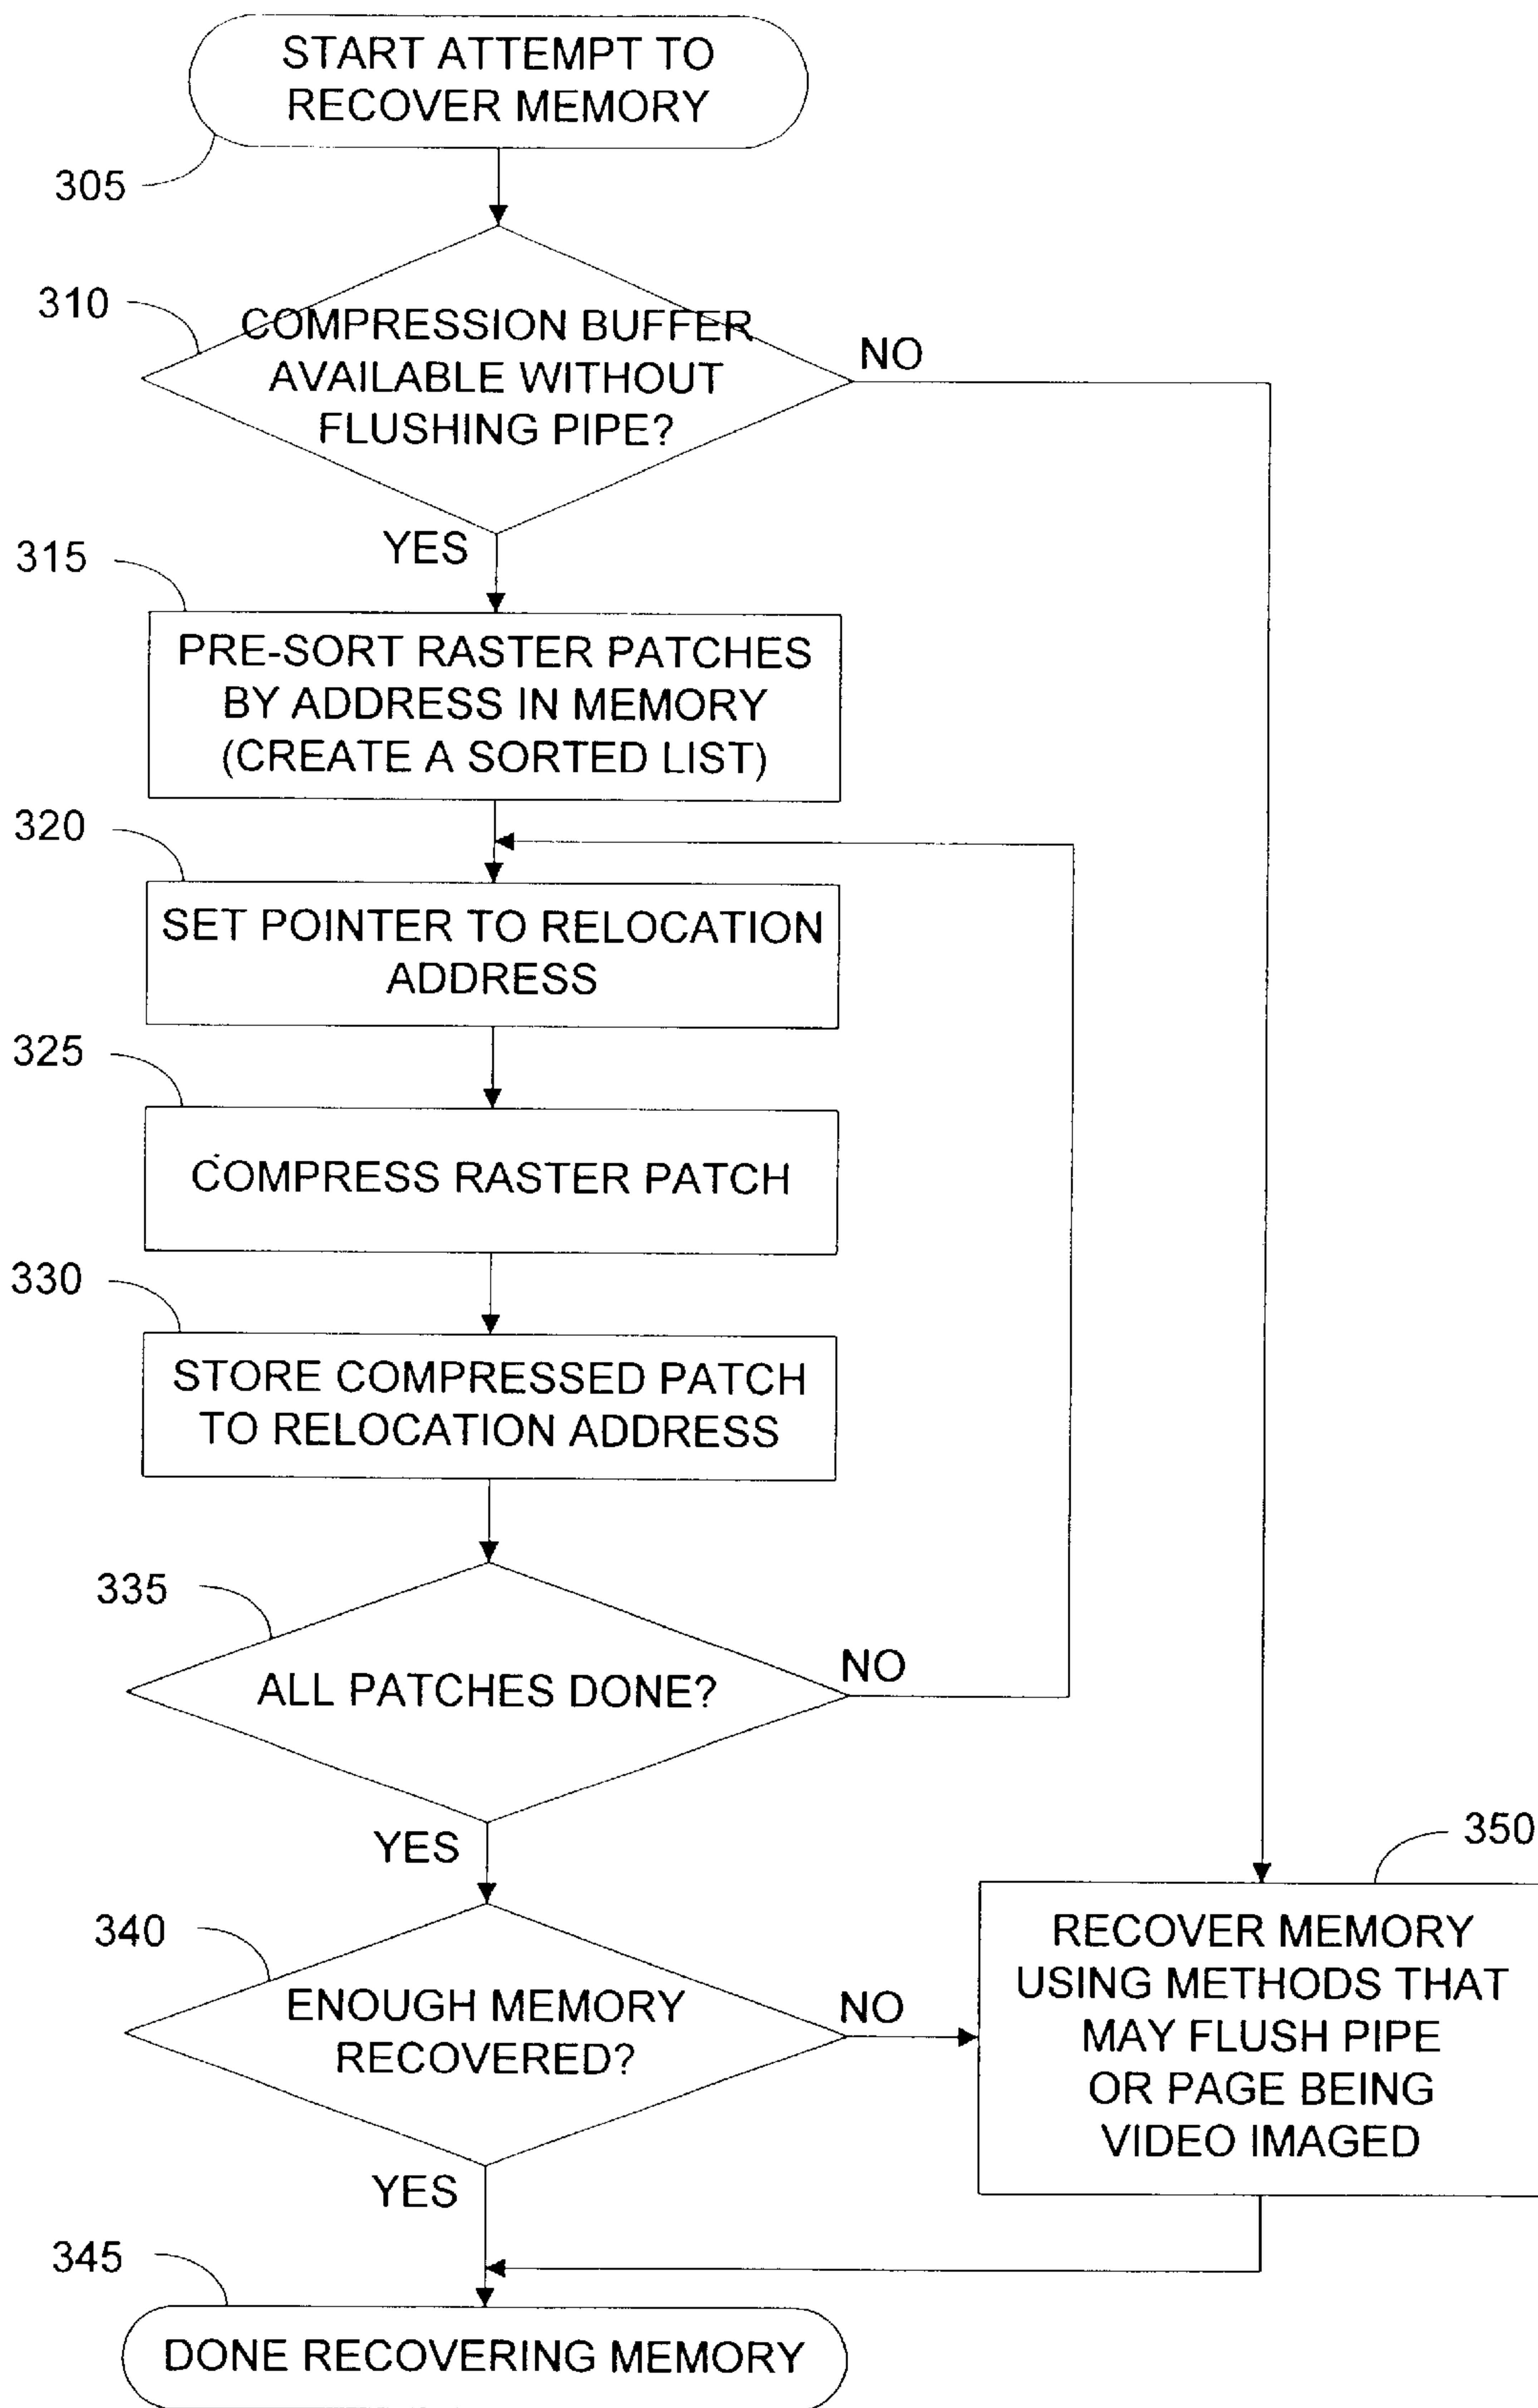 START ATTEMPT TO
RECOVER MEMORY
305
310
COMPRESSION BUFFER
AVAILABLE WITHOUT
FLUSHING PIPE?
NO
YES
315
PRE-SORT RASTER PATCHES
BY ADDRESS IN MEMORY
(CREATE A SORTED LIST)
320
SET POINTER TO RELOCATION
ADDRESS
325
COMPRESS RASTER PATCH
330
STORE COMPRESSED PATCH
TO RELOCATION ADDRESS
335
ALL PATCHES DONE?
NO
YES
340
ENOUGH MEMORY
RECOVERED?
NO
YES
350
RECOVER MEMORY
USING METHODS THAT
MAY FLUSH PIPE
OR PAGE BEING
VIDEO IMAGED
345
DONE RECOVERING MEMORY